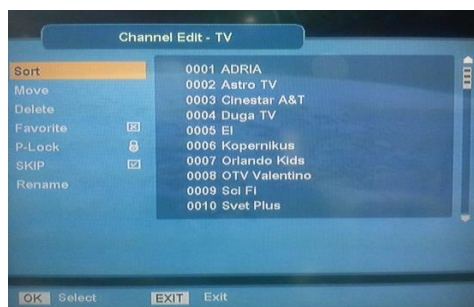 Channel Edit - TV
Sort
Move
Delete
Favorite
P-Lock
SKIP
Rename
0001 ADRIA
0002 Astro TV
0003 Cinestar A&T
0004 Duga TV
0005 El
0006 Kopernikus
0007 Orlando Kids
0008 OTV Valentino
0009 Sci Fi
0010 Svet Plus
OK Select EXIT Exit